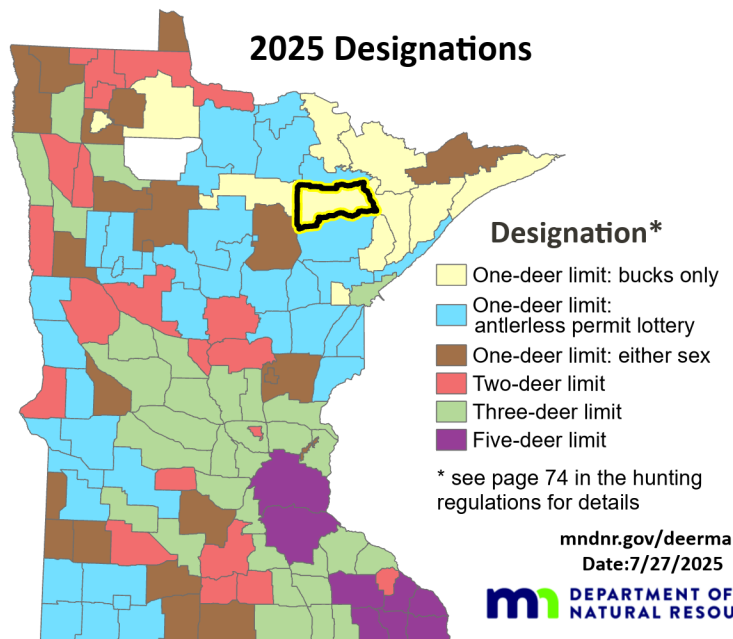 2025 Designations
Designation*
One-deer limit: bucks only
One-deer limit:
antlerless permit lottery
One-deer limit: either sex
Two-deer limit
Three-deer limit
Five-deer limit
* see page 74 in the hunting
regulations for details
mndnr.gov/deerma
Date:7/27/2025
mn DEPARTMENT OF
NATURAL RESOU